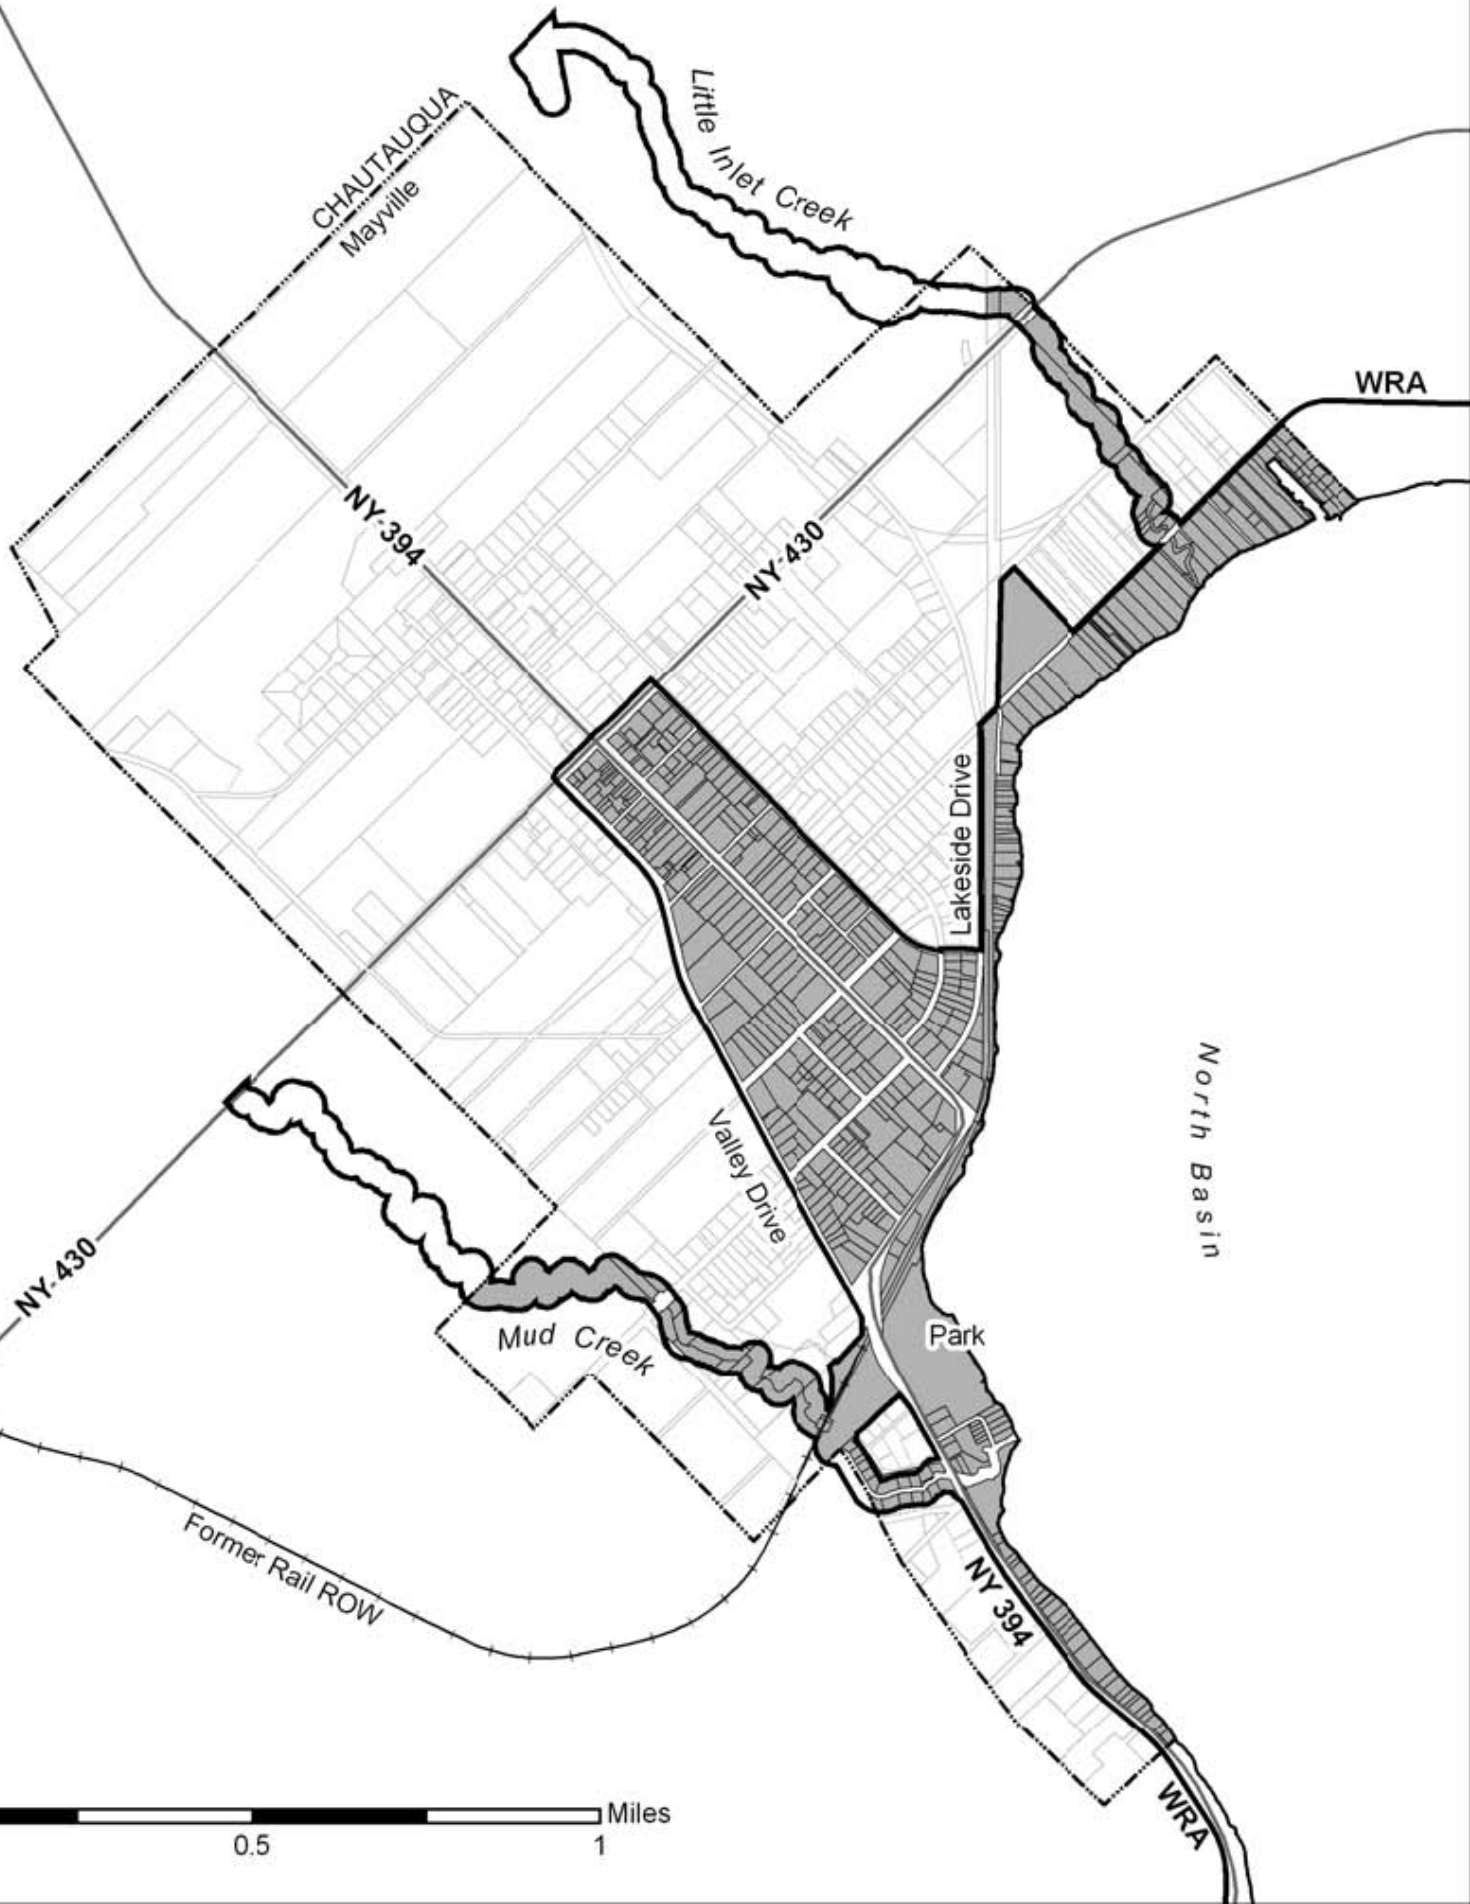 Little Inlet Creek
CHAUTAUQUA
Mayville
WRA
NY-394
NY-430
Lakeside Drive
North Basin
Valley Drive
NY-430
Park
Mud Creek
Former Rail ROW
NY 394
WRA
Miles
0.5
1